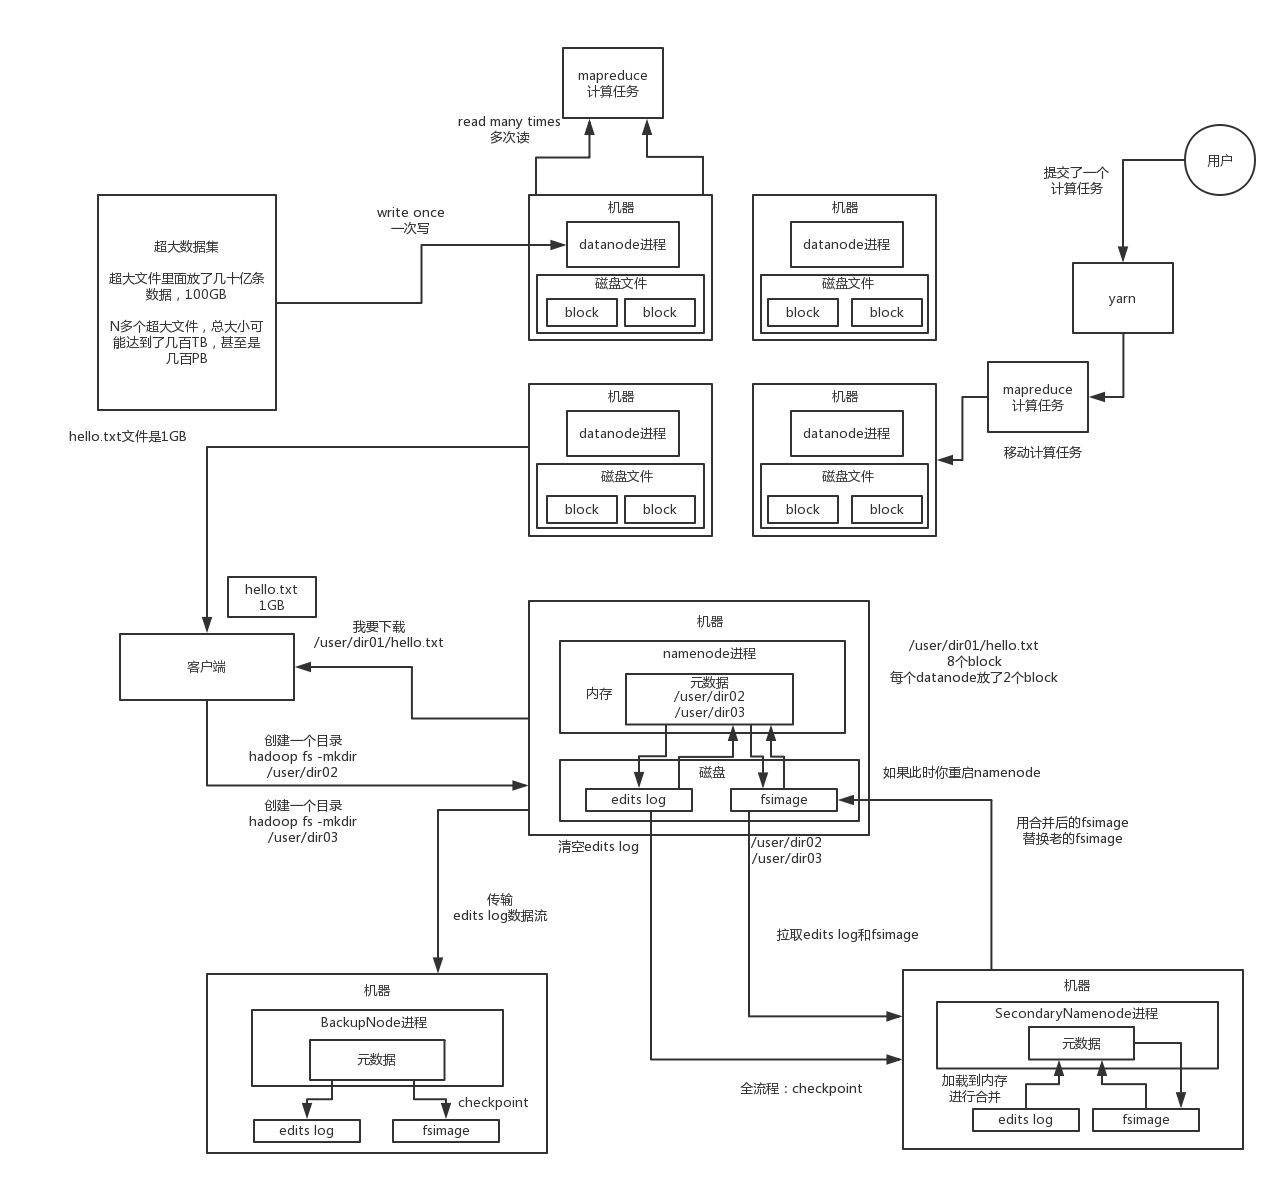 mapreduce
计算任务
read many times
多次读
用户
提交了一个
计算任务
超大数据集
超大文件里面放了几十亿条
数据，100GB
N多个超大文件，总大小可
能达到了几百TB，甚至是
几百PB
write once
一次写
机器
datanode进程
磁盘文件
block
block
机器
datanode进程
磁盘文件
block
block
yarn
mapreduce
计算任务
移动计算任务
hello.txt文件是1GB
机器
datanode进程
磁盘文件
block
block
机器
datanode进程
磁盘文件
block
block
hello.txt
1GB
客户端
我要下载
/user/dir01/hello.txt
机器
namenode进程
内存
元数据
/user/dir02
/user/dir03
/user/dir01/hello.txt
8个block
每个datanode放了2个block
创建一个目录
hadoop fs -mkdir
/user/dir02
创建一个目录
hadoop fs -mkdir
/user/dir03
磁盘
edits log
fsimage
如果此时你重启namenode
清空edits log
/user/dir02
/user/dir03
用合并后的fsimage
替换老的fsimage
传输
edits log数据流
拉取edits log和fsimage
机器
BackupNode进程
元数据
checkpoint
edits log
fsimage
全流程：checkpoint
机器
SecondaryNamenode进程
元数据
加载到内存
进行合并
edits log
fsimage